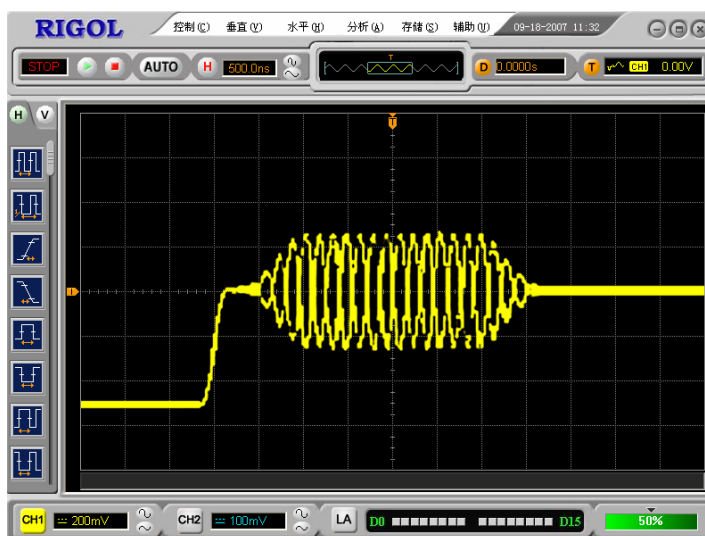 RIGOL 控制(C) 垂直(V) 水平(H) 分析(A) 存储(S) 辅助(U) 09-18-2007 11:32
STOP AUTO H 500.0ns T D 0.0000s T CH1 0.00V
H V
T
1
CH1 200mV CH2 100mV LA D0 D15 50%